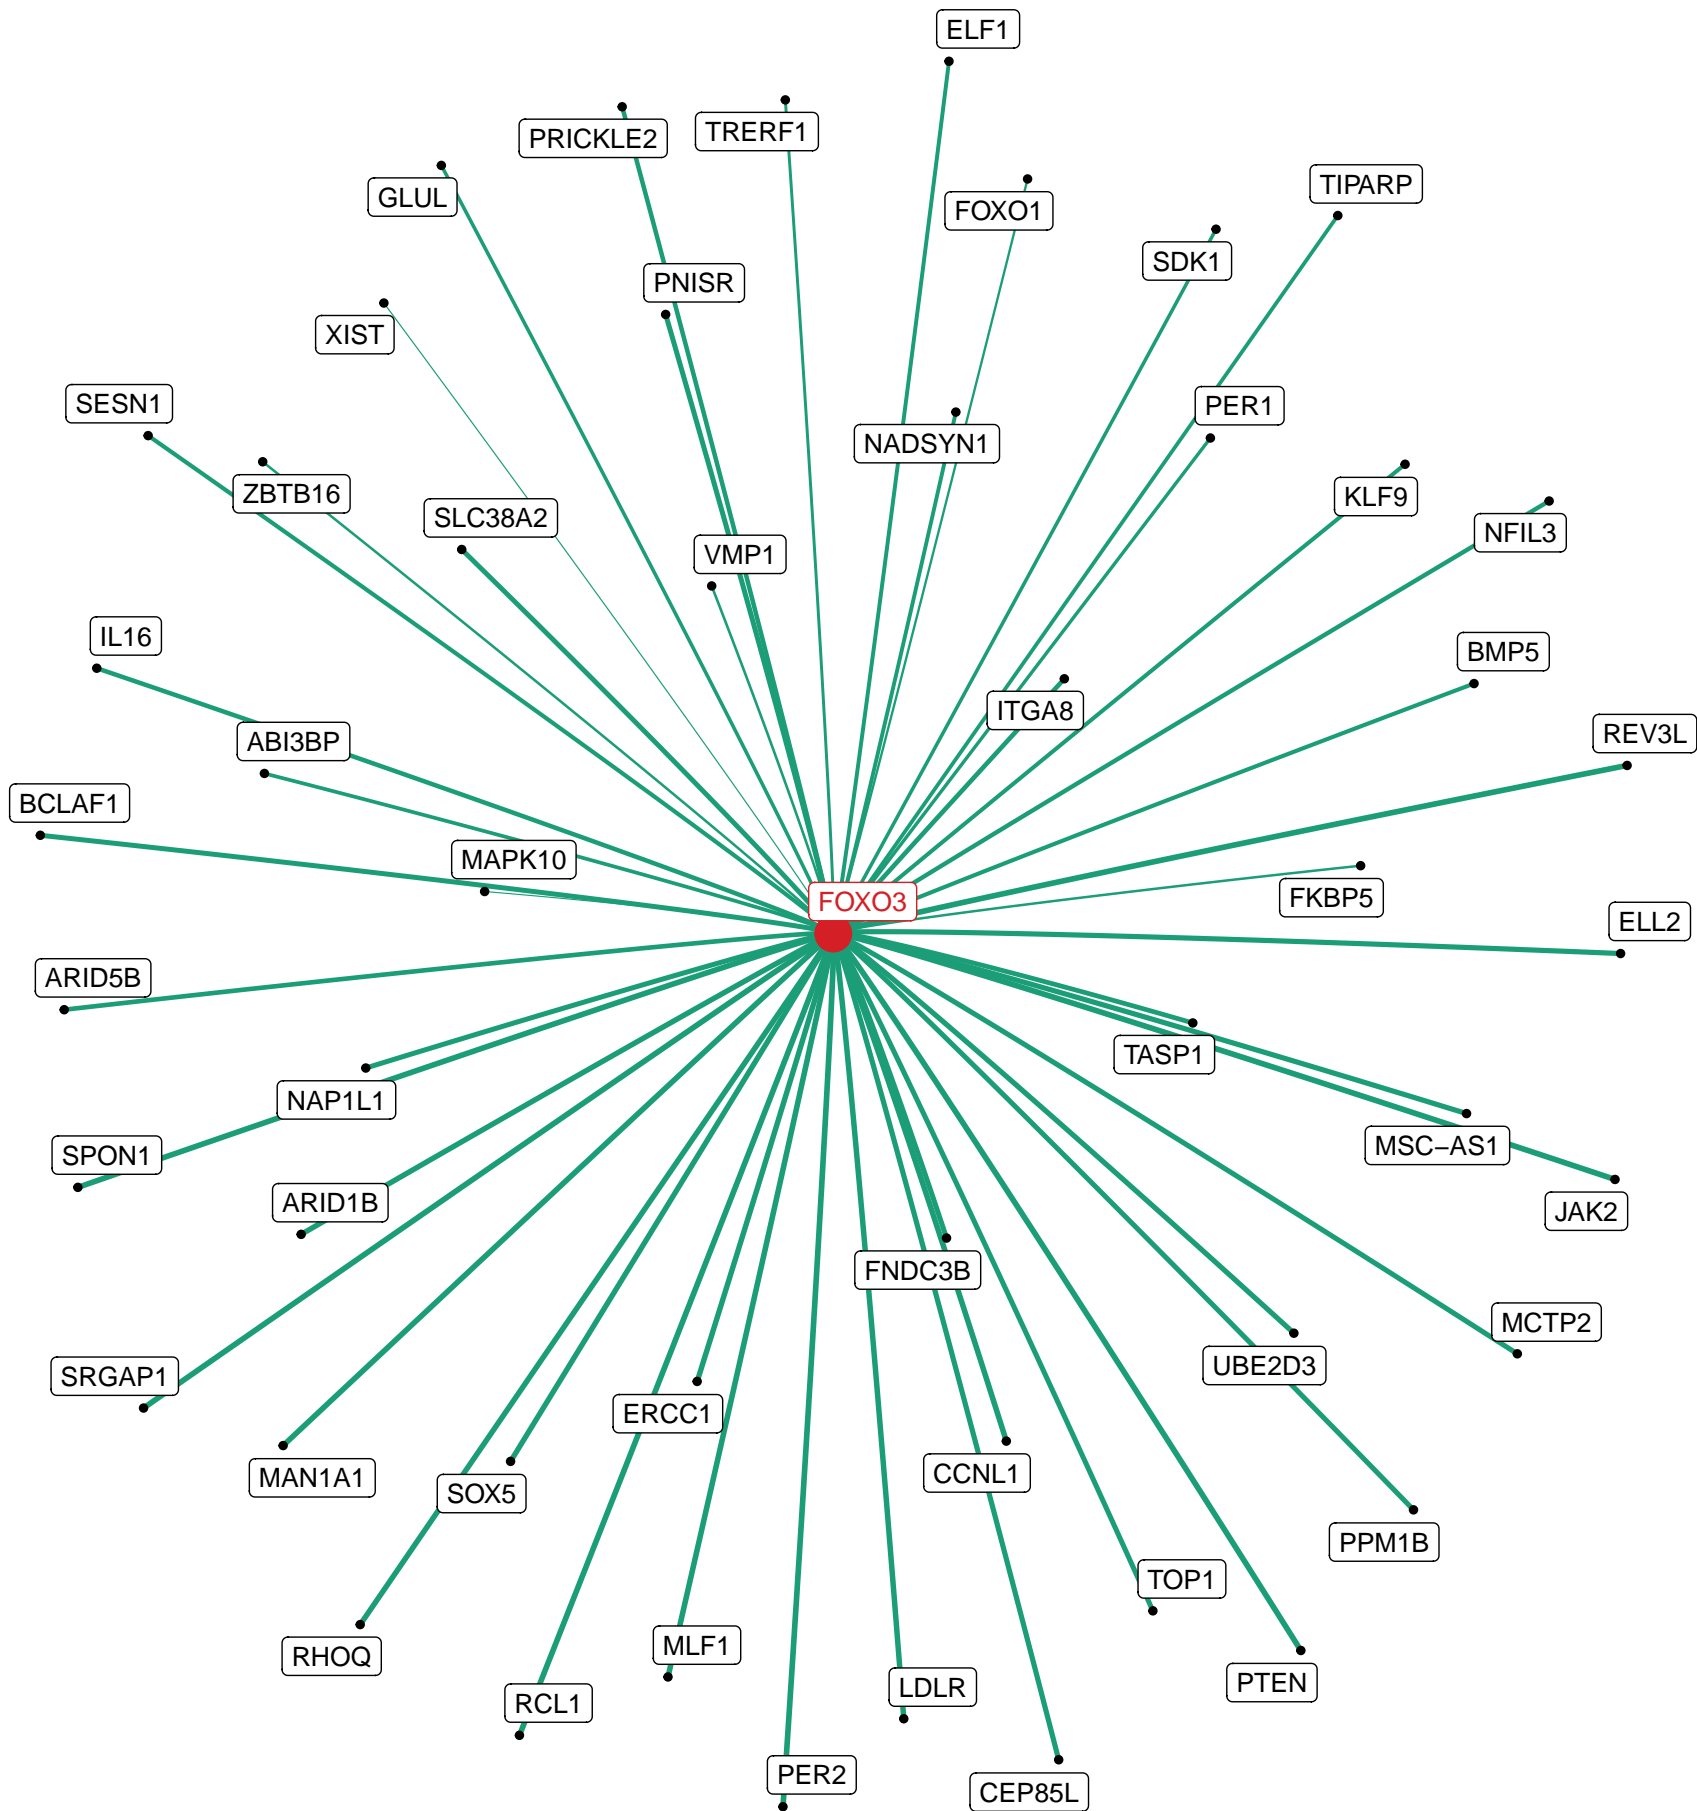 ELF1
PRICKLE2
TRERF1
GLUL
FOXO1
TIPARP
SDK1
PNISR
XIST
SESN1
PER1
NADSYN1
ZBTB16
KLF9
SLC38A2
NFIL3
VMP1
IL16
BMP5
ITGA8
REV3L
ABI3BP
BCLAF1
MAPK10
FKBP5
FOXO3
ELL2
ARID5B
TASP1
NAP1L1
MSC−AS1
SPON1
ARID1B
JAK2
FNDC3B
MCTP2
UBE2D3
SRGAP1
ERCC1
CCNL1
MAN1A1
SOX5
PPM1B
TOP1
MLF1
RHOQ
PTEN
LDLR
RCL1
PER2
CEP85L